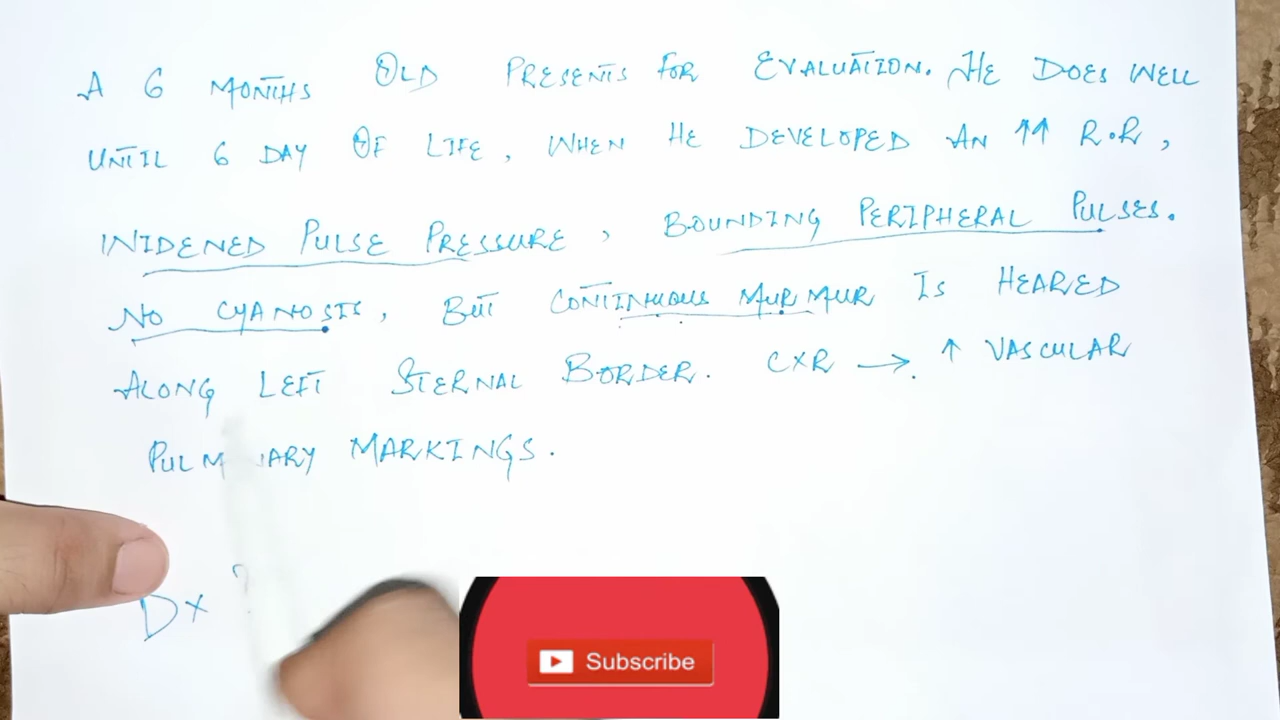 A 6 MONTHS OLD PRESENTS FOR EVALUATION. HE DOES WELL
UNTIL 6 DAY OF LIFE, WHEN HE DEVELOPED AN ↑↑ R.R,
WIDENED PULSE PRESSURE, BOUNDING PERIPHERAL PULSES.
NO CYANOSIS, BUT CONTINUOUS MURMUR IS HEARED
ALONG LEFT STERNAL BORDER. CXR → ↑ VASCULAR
MARKINGS.
DX ?
Subscribe